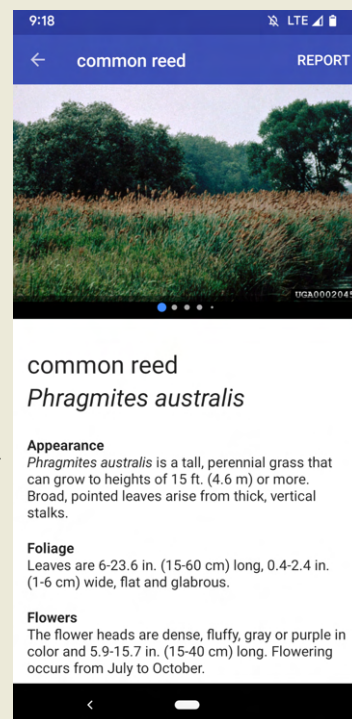 9:18 LTE
common reed REPORT
UGA0002045
common reed
Phragmites australis
Appearance
Phragmites australis is a tall, perennial grass that
can grow to heights of 15 ft. (4.6 m) or more.
Broad, pointed leaves arise from thick, vertical
stalks.
Foliage
Leaves are 6-23.6 in. (15-60 cm) long, 0.4-2.4 in.
(1-6 cm) wide, flat and glabrous.
Flowers
The flower heads are dense, fluffy, gray or purple in
color and 5.9-15.7 in. (15-40 cm) long. Flowering
occurs from July to October.